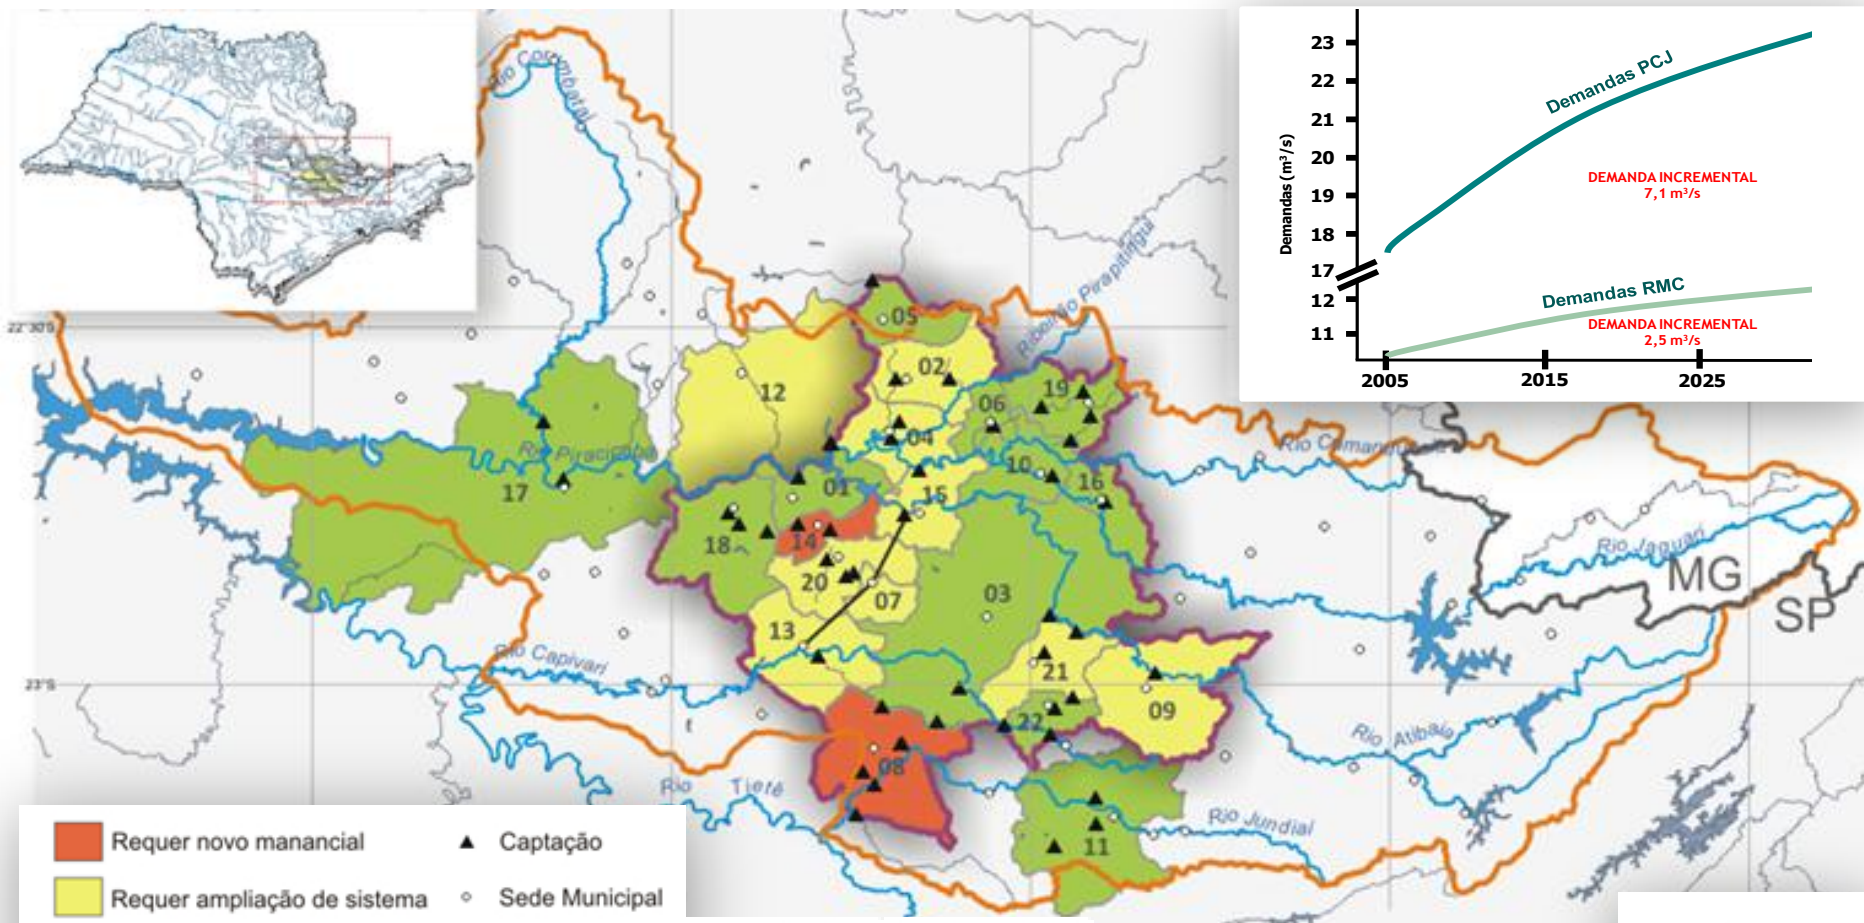 Rio Corumbataí
22°30'S
23°S
Ribeirão Pirapitingui
Rio Piracicaba
Rio Camanducaia
Rio Jaguari
Rio Capivari
Rio Atibaia
Rio Tietê
Rio Jundiaí
MG
SP
05
02
12
19
06
04
10
16
17
01
15
18
14
20
07
03
13
21
22
09
08
11
Demandas (m³/s)
23
22
21
20
19
18
17
12
11
2005
2015
2025
Demandas PCJ
DEMANDA INCREMENTAL
7,1 m³/s
Demandas RMC
DEMANDA INCREMENTAL
2,5 m³/s
Requer novo manancial
Captação
Requer ampliação de sistema
Sede Municipal